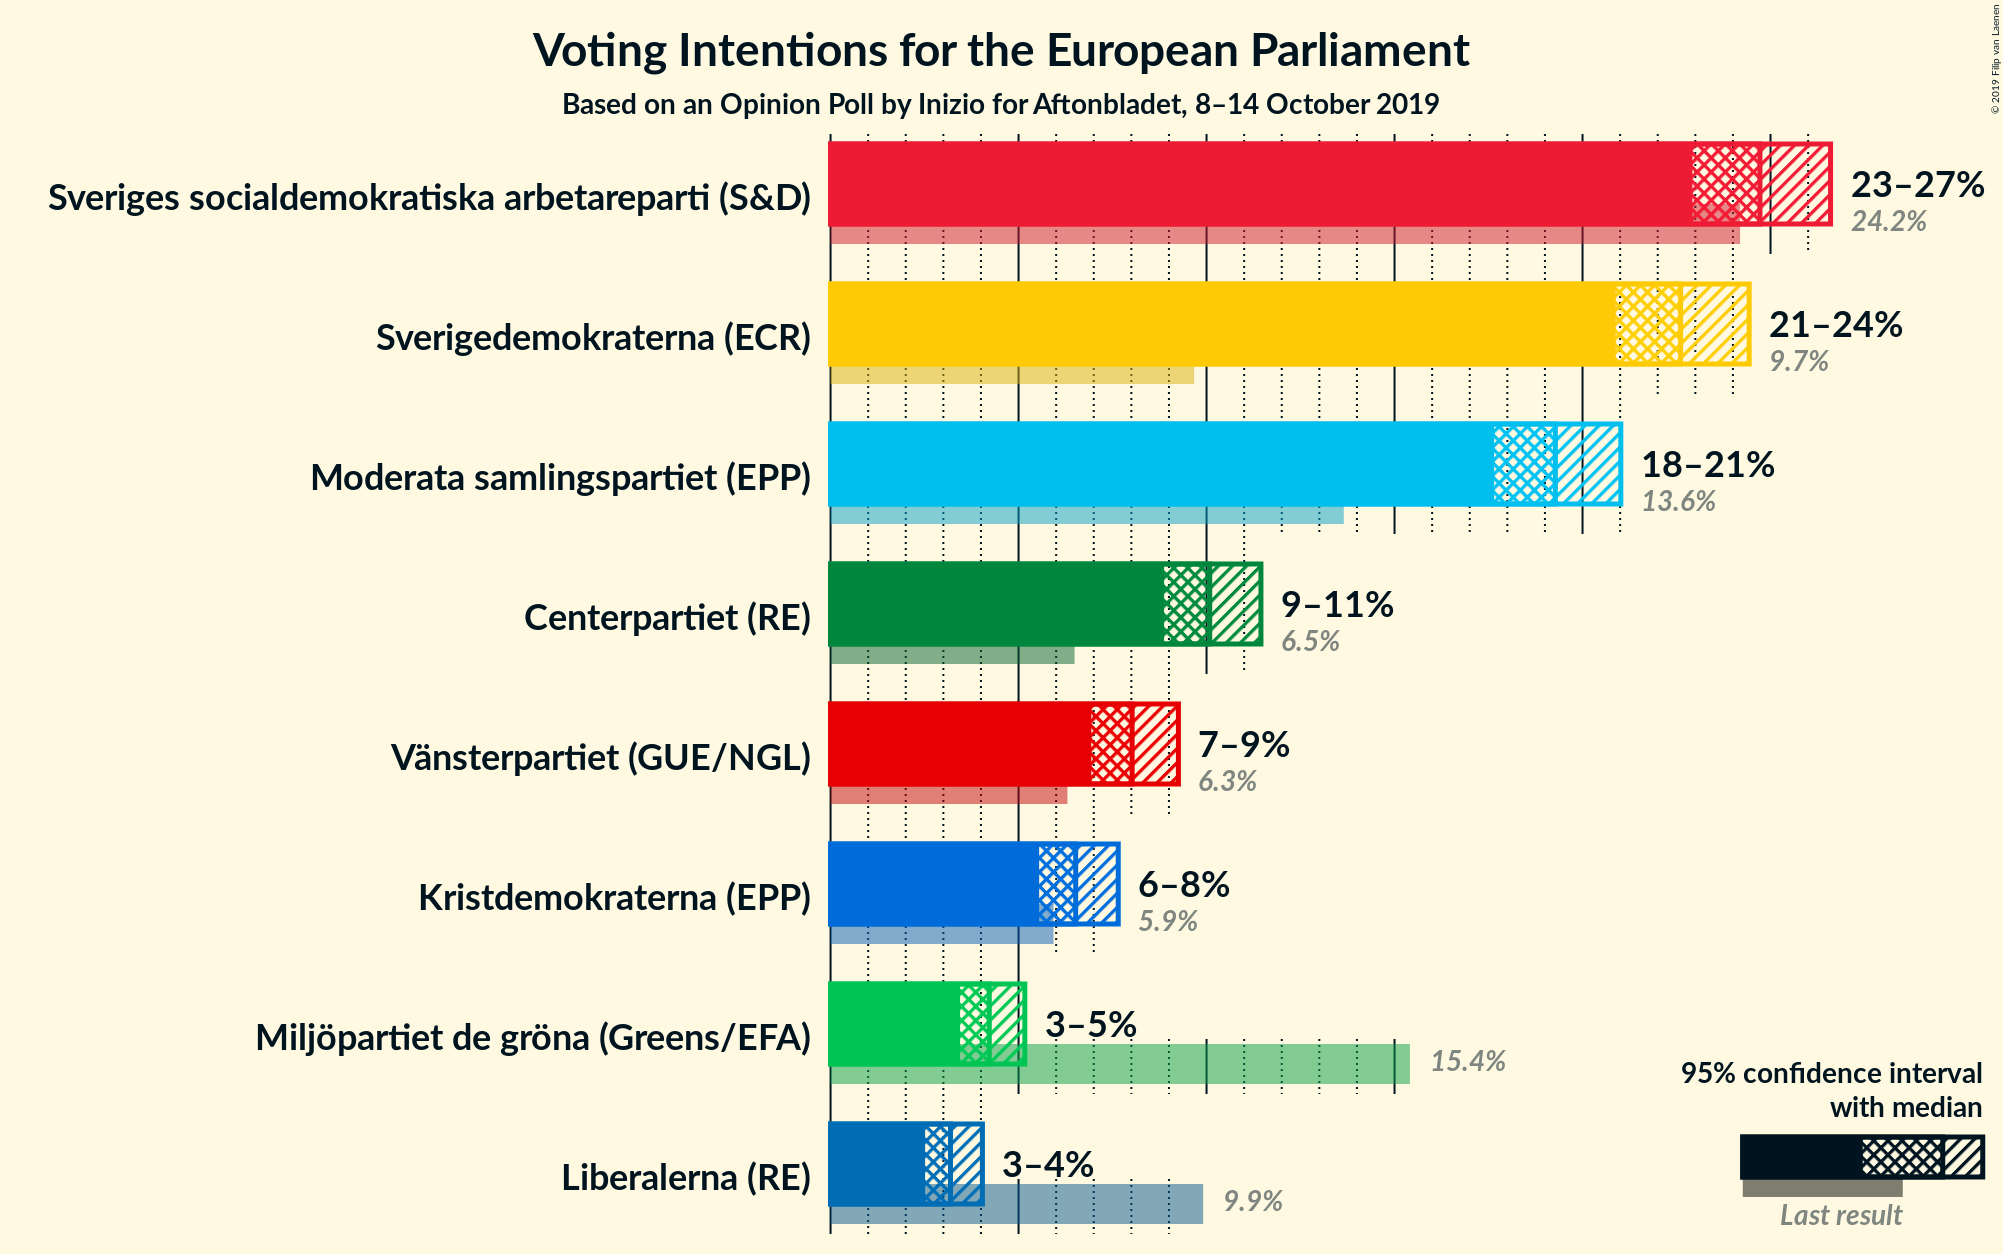 Voting Intentions for the European Parliament
Based on an Opinion Poll by Inizio for Aftonbladet, 8–14 October 2019
© 2019 Filip van Laenen
Sveriges socialdemokratiska arbetareparti (S&D)
23–27%
24.2%
Sverigedemokraterna (ECR)
21–24%
9.7%
Moderata samlingspartiet (EPP)
18–21%
13.6%
Centerpartiet (RE)
9–11%
6.5%
Vänsterpartiet (GUE/NGL)
7–9%
6.3%
Kristdemokraterna (EPP)
6–8%
5.9%
Miljöpartiet de gröna (Greens/EFA)
3–5%
15.4%
Liberalerna (RE)
3–4%
9.9%
95% confidence interval
with median
Last result